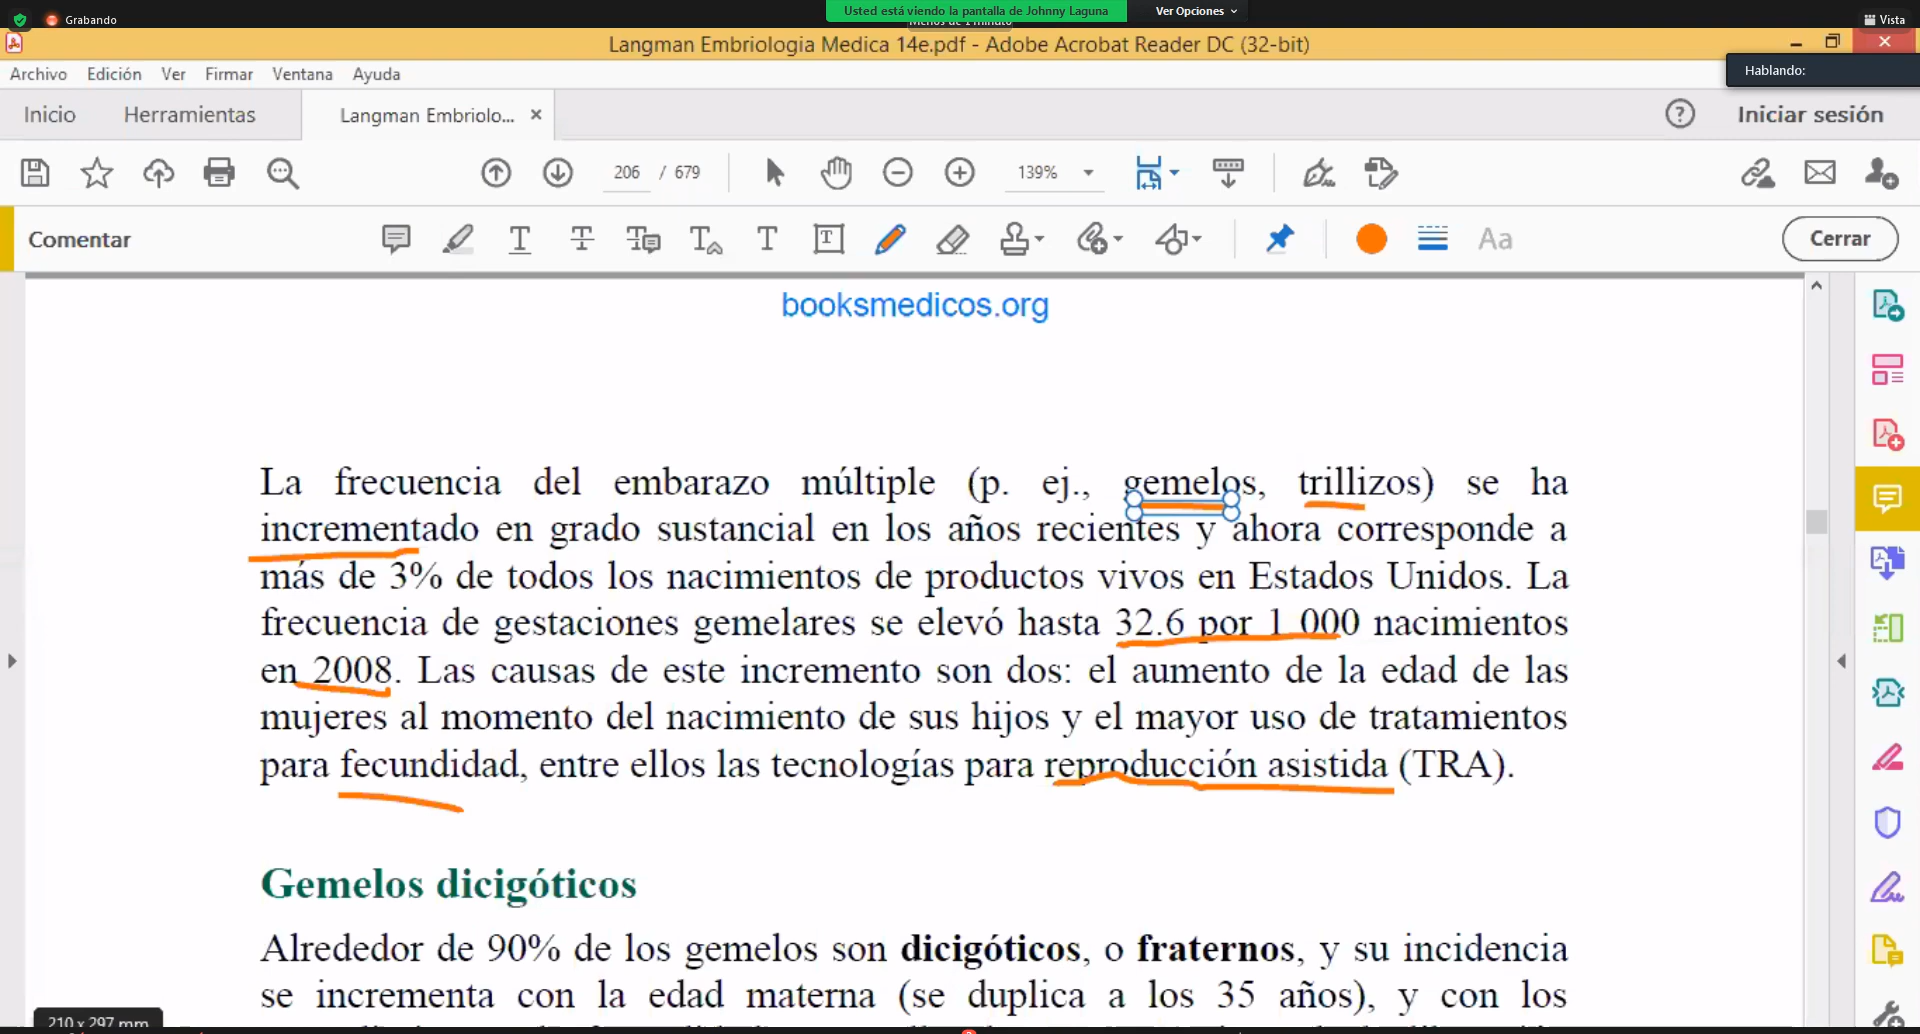 Grabando
Usted está viendo la pantalla de Johnny Laguna
Ver Opciones
Vista
Menos de 1 minuto
Langman Embriologia Medica 14e.pdf - Adobe Acrobat Reader DC (32-bit)
Archivo Edición Ver Firmar Ventana Ayuda
Hablando:
Inicio Herramientas Langman Embriolo... × ? Iniciar sesión
206 / 679 139%
Comentar Aa Cerrar
booksmedicos.org
La frecuencia del embarazo múltiple (p. ej., gemelos, trillizos) se ha
incrementado en grado sustancial en los años recientes y ahora corresponde a
más de 3% de todos los nacimientos de productos vivos en Estados Unidos. La
frecuencia de gestaciones gemelares se elevó hasta 32.6 por 1 000 nacimientos
en 2008. Las causas de este incremento son dos: el aumento de la edad de las
mujeres al momento del nacimiento de sus hijos y el mayor uso de tratamientos
para fecundidad, entre ellos las tecnologías para reproducción asistida (TRA).
Gemelos dicigóticos
Alrededor de 90% de los gemelos son dicigóticos, o fraternos, y su incidencia
se incrementa con la edad materna (se duplica a los 35 años), y con los
210 x 297 mm